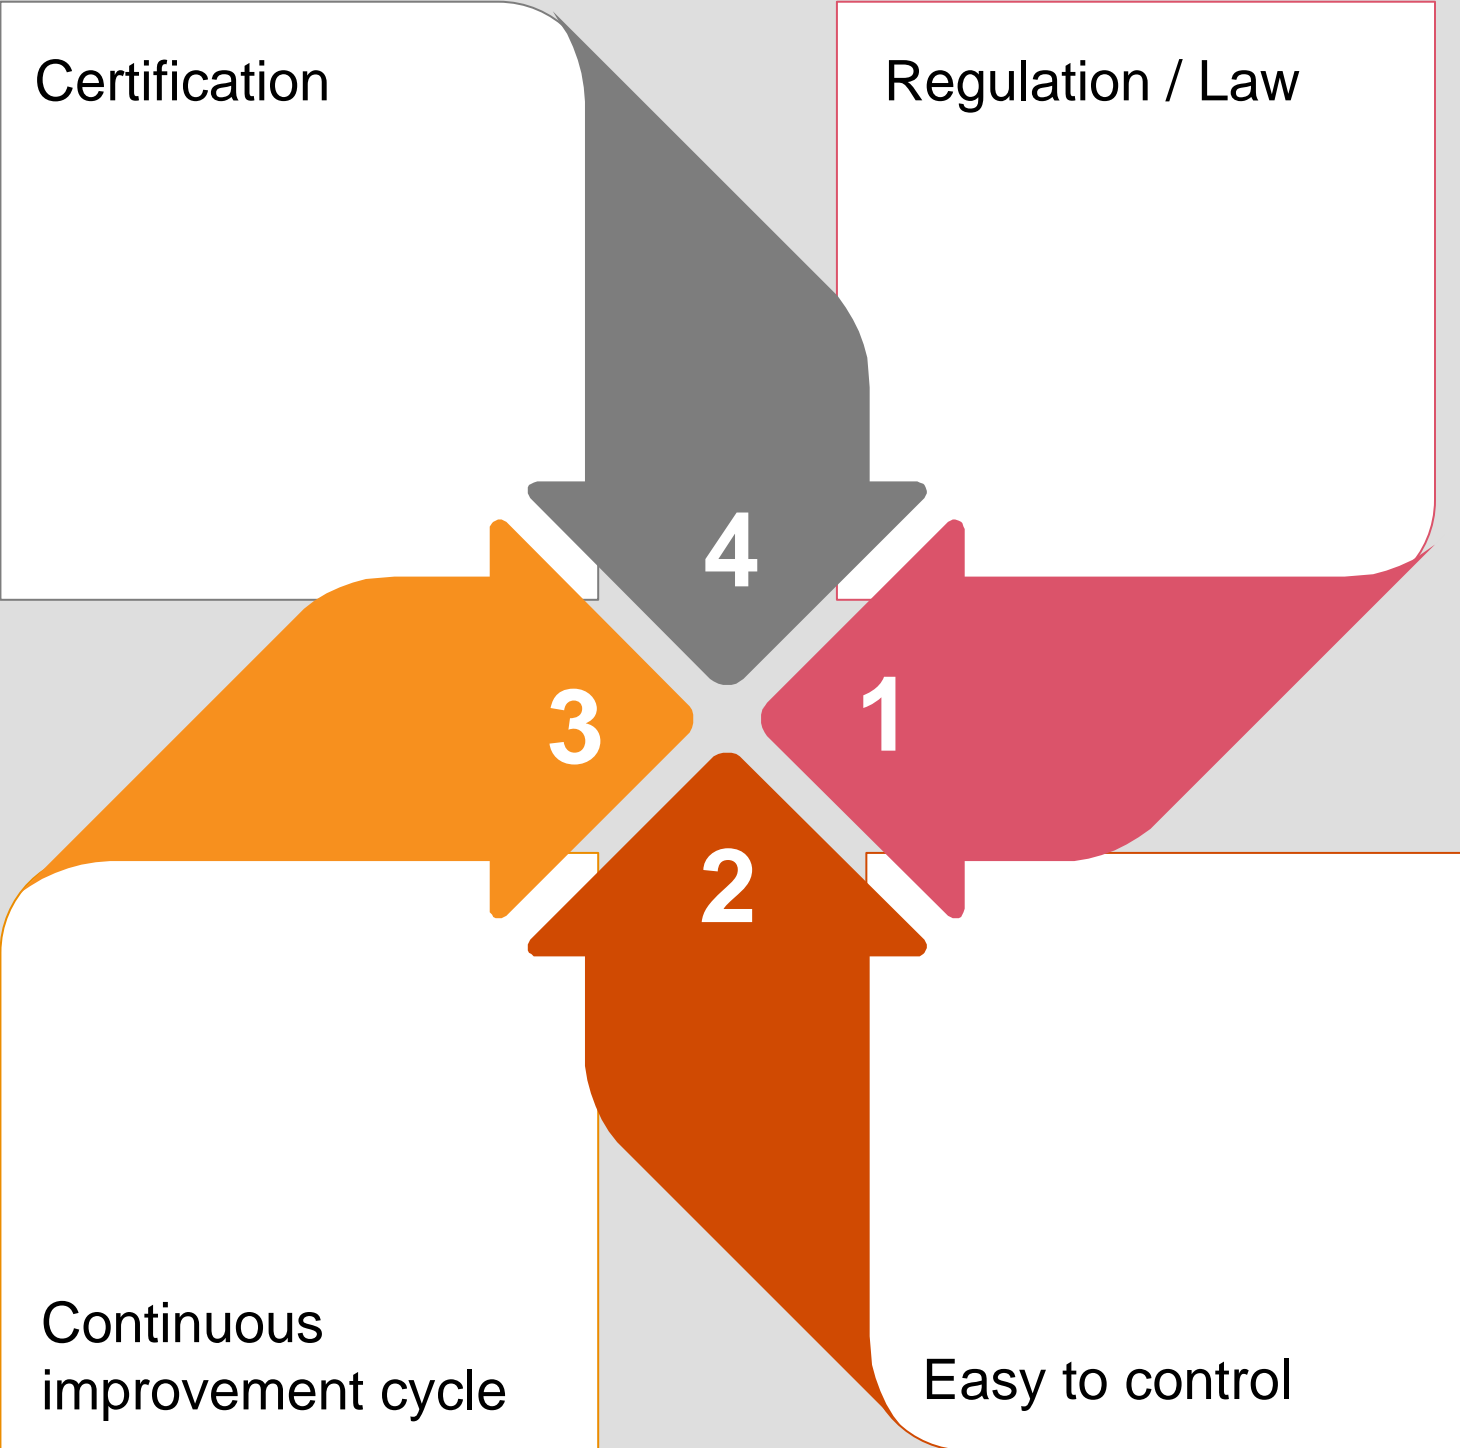 Certification
Regulation / Law
4
3
1
2
Continuous
improvement cycle
Easy to control